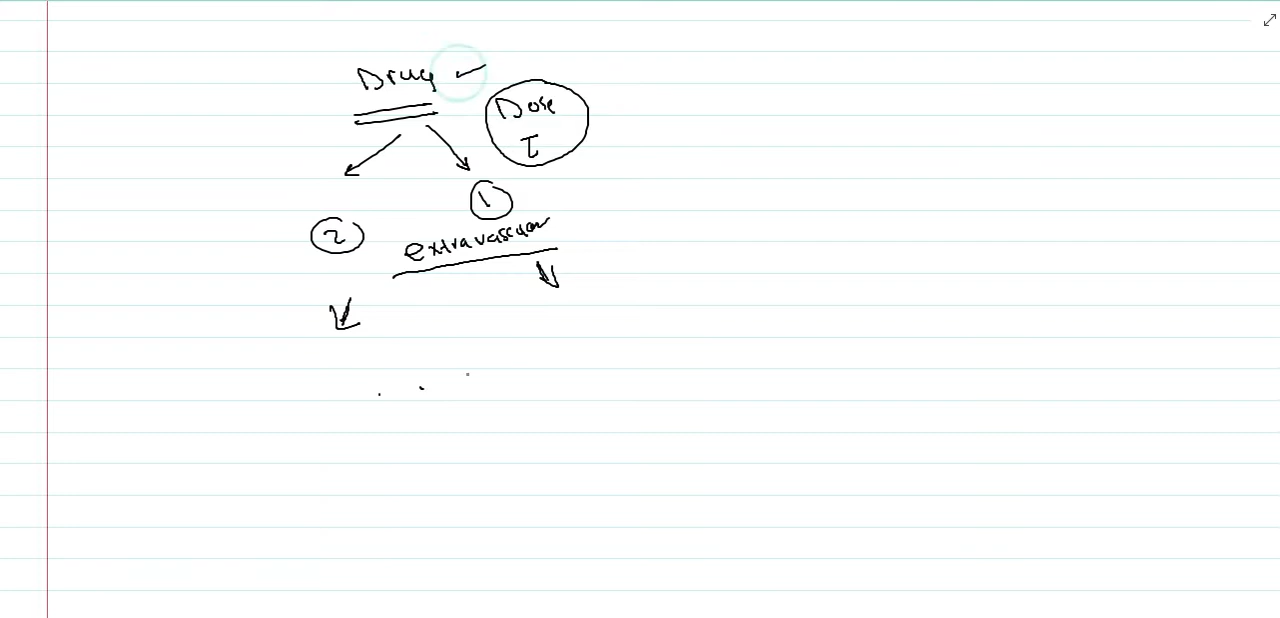 Drug
Dose
τ
1
2
extravascular